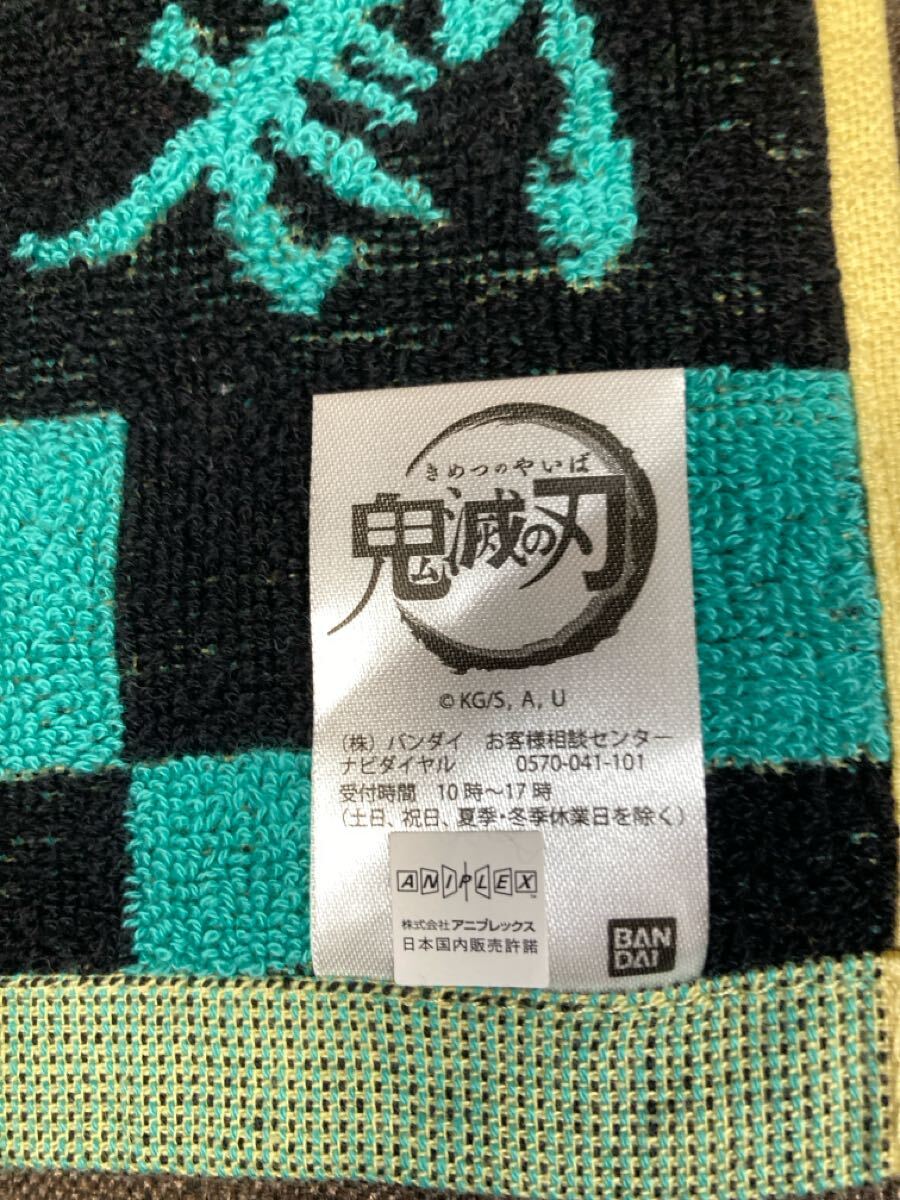 きめつのやいば
鬼滅の刃
© KG/S, A, U
（株）バンダイ　お客様相談センター
ナビダイヤル　0570-041-101
受付時間　10時～17時
（土日、祝日、夏季・冬季休業日を除く）
ANIPLEX
株式会社アニプレックス
日本国内販売許諾
BAN
DAI